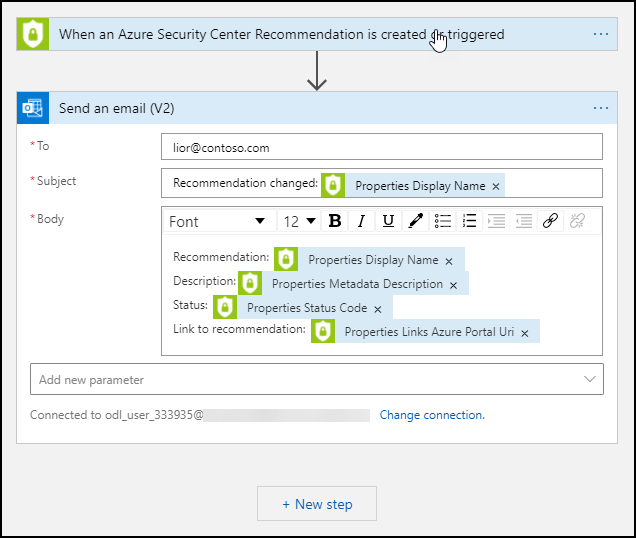 When an Azure Security Center Recommendation is created or triggered
Send an email (V2)
*To
lior@contoso.com
*Subject
Recommendation changed: Properties Display Name ×
*Body
Font 12 B I U
Recommendation: Properties Display Name ×
Description: Properties Metadata Description ×
Status: Properties Status Code ×
Link to recommendation: Properties Links Azure Portal Uri ×
Add new parameter
Connected to odl_user_333935@ Change connection.
+ New step